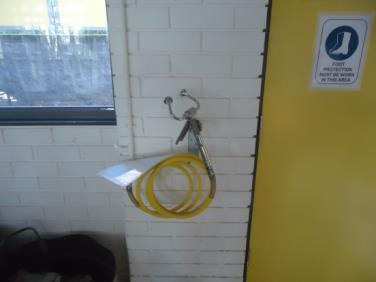 FOOT
PROTECTION
MUST BE WORN
IN THIS AREA